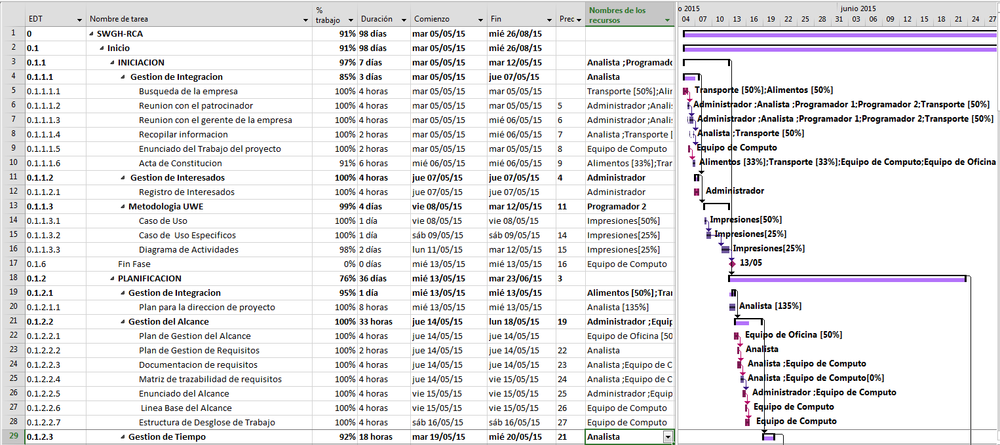 EDT Nombre de tarea % trabajo Duración Comienzo Fin Prec Nombres de los recursos
o 2015 junio 2015
04 07 10 13 16 19 22 25 28 31 03 06 09 12 15 18 21 24 27
1 0 SWGH-RCA 91% 98 días mar 05/05/15 mié 26/08/15
2 0.1 Inicio 91% 98 días mar 05/05/15 mié 26/08/15
3 0.1.1 INICIACION 97% 7 días mar 05/05/15 mar 12/05/15 Analista ;Programadc
4 0.1.1.1 Gestion de Integracion 85% 3 días mar 05/05/15 jue 07/05/15 Analista
5 0.1.1.1.1 Busqueda de la empresa 100% 4 horas mar 05/05/15 mar 05/05/15 Transporte [50%];Alin Transporte [50%];Alimentos [50%]
6 0.1.1.1.2 Reunion con el patrocinador 100% 4 horas mar 05/05/15 mar 05/05/15 5 Administrador ;Analis Administrador ;Analista ;Programador 1;Programador 2;Transporte [50%]
7 0.1.1.1.3 Reunion con el gerente de la empresa 100% 4 horas mar 05/05/15 mié 06/05/15 6 Administrador ;Analis Administrador ;Analista ;Programador 1;Programador 2;Transporte [50%]
8 0.1.1.1.4 Recopilar informacion 100% 2 horas mar 05/05/15 mié 06/05/15 7 Analista ;Transporte [ Analista ;Transporte [50%]
9 0.1.1.1.5 Enunciado del Trabajo del proyecto 100% 2 horas mar 05/05/15 mié 06/05/15 8 Equipo de Computo Equipo de Computo
10 0.1.1.1.6 Acta de Constitucion 91% 6 horas mié 06/05/15 mié 06/05/15 9 Alimentos [33%];Tra Alimentos [33%];Transporte [33%];Equipo de Computo;Equipo de Oficina
11 0.1.1.2 Gestion de Interesados 100% 4 horas jue 07/05/15 jue 07/05/15 4 Administrador
12 0.1.1.2.1 Registro de Interesados 100% 4 horas jue 07/05/15 jue 07/05/15 Administrador Administrador
13 0.1.1.3 Metodologia UWE 99% 4 días vie 08/05/15 mar 12/05/15 11 Programador 2
14 0.1.1.3.1 Caso de Uso 100% 1 día vie 08/05/15 vie 08/05/15 Impresiones[50%] Impresiones[50%]
15 0.1.1.3.2 Caso de Uso Especificos 100% 1 día sáb 09/05/15 sáb 09/05/15 14 Impresiones[25%] Impresiones[25%]
16 0.1.1.3.3 Diagrama de Actividades 98% 2 días lun 11/05/15 mar 12/05/15 15 Impresiones[25%] Impresiones[25%]
17 0.1.6 Fin Fase 0% 0 días mié 13/05/15 mié 13/05/15 16 Equipo de Computo 13/05
18 0.1.2 PLANIFICACION 76% 36 días mié 13/05/15 mar 23/06/15 3
19 0.1.2.1 Gestion de Integracion 95% 1 día mié 13/05/15 mié 13/05/15 Alimentos [50%];Tra
20 0.1.2.1.1 Plan para la direccion de proyecto 100% 8 horas mié 13/05/15 mié 13/05/15 Analista [135%] Analista [135%]
21 0.1.2.2 Gestion del Alcance 100% 33 horas jue 14/05/15 lun 18/05/15 19 Administrador ;Equip
22 0.1.2.2.1 Plan de Gestion del Alcance 100% 4 horas jue 14/05/15 jue 14/05/15 Equipo de Oficina [50 Equipo de Oficina [50%]
23 0.1.2.2.2 Plan de Gestion de Requisitos 100% 2 horas jue 14/05/15 jue 14/05/15 22 Analista Analista
24 0.1.2.2.3 Documentacion de requisitos 100% 4 horas jue 14/05/15 jue 14/05/15 23 Analista ;Equipo de C Analista ;Equipo de Computo
25 0.1.2.2.4 Matriz de trazabilidad de requisitos 100% 4 horas jue 14/05/15 vie 15/05/15 24 Analista ;Equipo de C Analista ;Equipo de Computo[0%]
26 0.1.2.2.5 Enunciado del Alcance 100% 4 horas vie 15/05/15 vie 15/05/15 25 Administrador ;Equip Administrador ;Equipo de Computo
27 0.1.2.2.6 Linea Base del Alcance 100% 4 horas vie 15/05/15 vie 15/05/15 26 Equipo de Computo Equipo de Computo
28 0.1.2.2.7 Estructura de Desglose de Trabajo 100% 4 horas sáb 16/05/15 sáb 16/05/15 27 Equipo de Computo Equipo de Computo
29 0.1.2.3 Gestion de Tiempo 92% 18 horas mar 19/05/15 mié 20/05/15 21 Analista